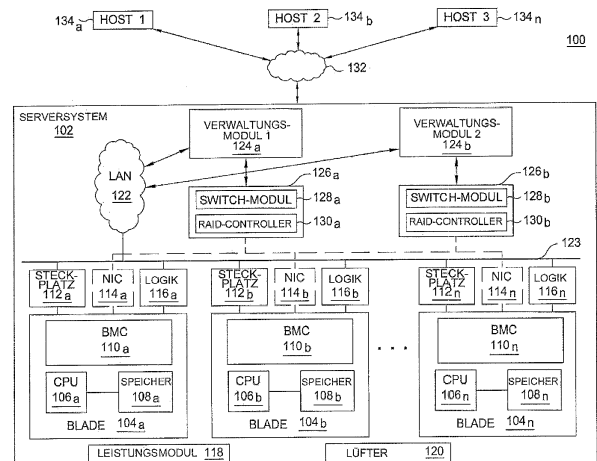 134a HOST 1
HOST 2 134b
HOST 3 134n
100
132
SERVERSYSTEM
102
VERWALTUNGS-
MODUL 1
124a
VERWALTUNGS-
MODUL 2
124b
LAN
122
126a
SWITCH-MODUL 128a
RAID-CONTROLLER 130a
126b
SWITCH-MODUL 128b
RAID-CONTROLLER 130b
123
STECK-
PLATZ
112a
NIC
114a
LOGIK
116a
STECK-
PLATZ
112b
NIC
114b
LOGIK
116b
STECK-
PLATZ
112n
NIC
114n
LOGIK
116n
BMC
110a
CPU
106a
SPEICHER
108a
BLADE 104a
BMC
110b
CPU
106b
SPEICHER
108b
BLADE 104b
. . .
BMC
110n
CPU
106n
SPEICHER
108n
BLADE 104n
LEISTUNGSMODUL 118
LÜFTER 120